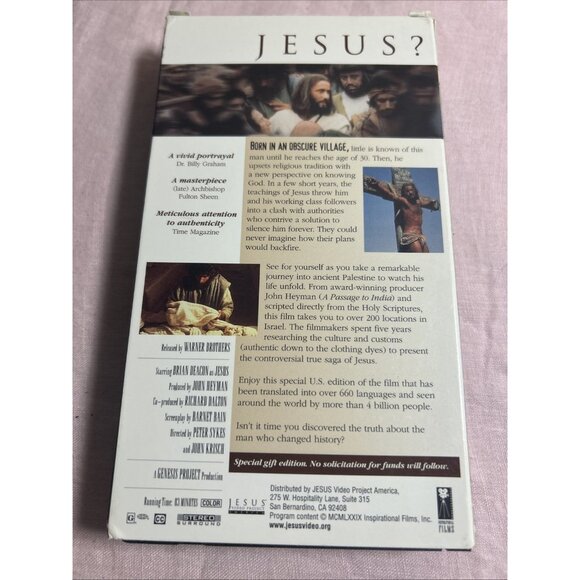 JESUS?
A vivid portrayal
Dr. Billy Graham
A masterpiece
(late) Archbishop
Fulton Sheen
Meticulous attention
to authenticity
Time Magazine
BORN IN AN OBSCURE VILLAGE, little is known of this
man until he reaches the age of 30. Then, he
upsets religious tradition with
a new perspective on knowing
God. In a few short years, the
teachings of Jesus throw him
and his working class followers
into a clash with authorities
who contrive a solution to
silence him forever. They could
never imagine how their plans
would backfire.
See for yourself as you take a remarkable
journey into ancient Palestine to watch his
life unfold. From award-winning producer
John Heyman (A Passage to India) and
scripted directly from the Holy Scriptures,
this film takes you to over 200 locations in
Israel. The filmmakers spent five years
researching the culture and customs
(authentic down to the clothing dyes) to present
the controversial true saga of Jesus.
Enjoy this special U.S. edition of the film that has
been translated into over 660 languages and seen
around the world by more than 4 billion people.
Isn't it time you discovered the truth about the
man who changed history?
Released by WARNER BROTHERS
Starring BRIAN DEACON as JESUS
Produced by JOHN HEYMAN
Co-produced by RICHARD DALTON
Screenplay by BARNET BAIN
Directed by PETER SYKES
and JOHN KRISCH
A GENESIS PROJECT Production
Special gift edition. No solicitation for funds will follow.
Running Time: 83 MINUTES COLOR
CC STEREO
SURROUND
JESUS
VIDEO PROJECT
AMERICA
Distributed by JESUS Video Project America,
275 W. Hospitality Lane, Suite 315
San Bernardino, CA 92408
Program content © MCMLXXIX Inspirational Films, Inc.
www.jesusvideo.org
INSPIRATIONAL
FILMS